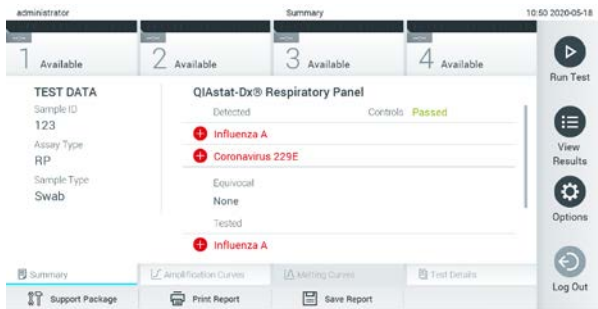 administrator Summary 10:50 2020-05-18
1 Available 2 Available 3 Available 4 Available
Run Test
TEST DATA
Sample ID
123
Assay Type
RP
Sample Type
Swab
QIAstat-Dx® Respiratory Panel
Detected Controls Passed
Influenza A
Coronavirus 229E
Equivocal
None
Tested
Influenza A
View
Results
Options
Log Out
Summary Amplification Curves Melting Curves Test Details
Support Package Print Report Save Report